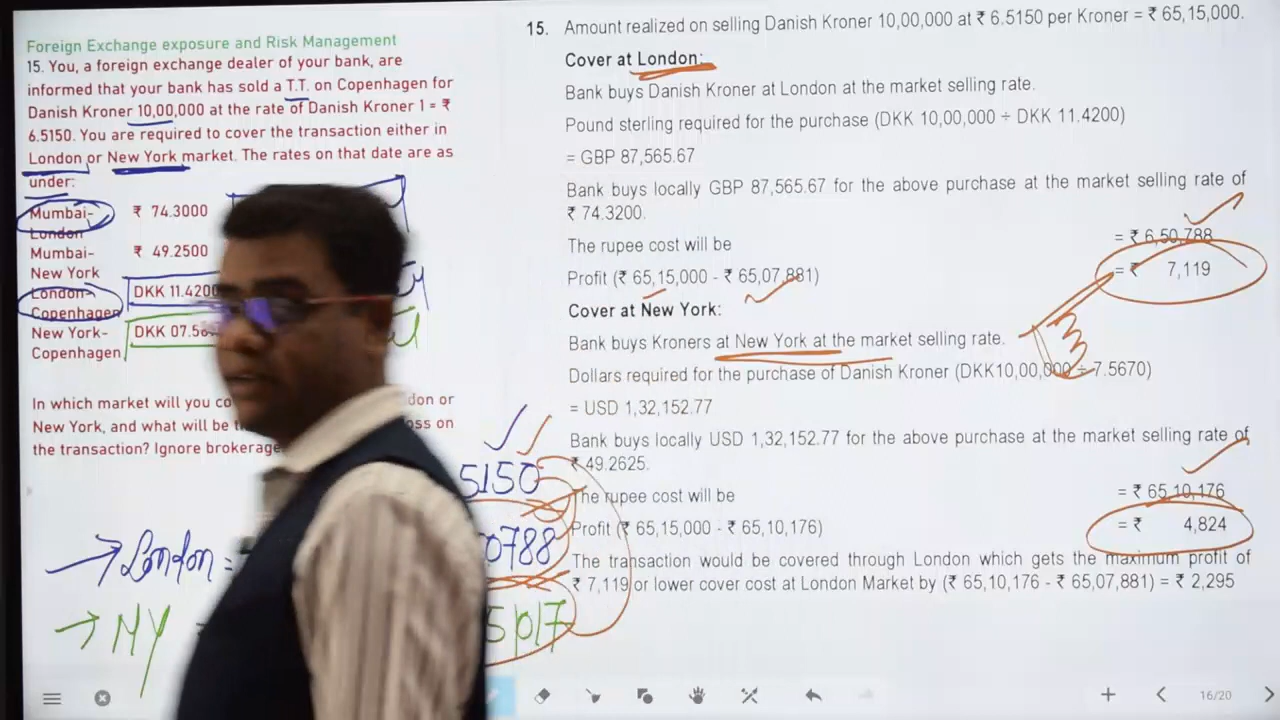 Foreign Exchange exposure and Risk Management
15. You, a foreign exchange dealer of your bank, are
informed that your bank has sold a T.T. on Copenhagen for
Danish Kroner 10,00,000 at the rate of Danish Kroner 1 = ₹
6.5150. You are required to cover the transaction either in
London or New York market. The rates on that date are as
under:
Mumbai- ₹ 74.3000
London
Mumbai- ₹ 49.2500
New York
London- DKK 11.4200
Copenhagen
New York- DKK 07.56
Copenhagen
In which market will you co don or
New York, and what will be oss on
the transaction? Ignore brokerage
5150
→ London = 0788
→ NY 5017
15. Amount realized on selling Danish Kroner 10,00,000 at ₹ 6.5150 per Kroner = ₹ 65,15,000.
Cover at London:
Bank buys Danish Kroner at London at the market selling rate.
Pound sterling required for the purchase (DKK 10,00,000 ÷ DKK 11.4200)
= GBP 87,565.67
Bank buys locally GBP 87,565.67 for the above purchase at the market selling rate of
₹ 74.3200.
The rupee cost will be = ₹ 6,50,788
Profit (₹ 65,15,000 - ₹ 65,07,881) = ₹ 7,119
Cover at New York:
Bank buys Kroners at New York at the market selling rate.
Dollars required for the purchase of Danish Kroner (DKK10,00,000 ÷ 7.5670)
= USD 1,32,152.77
Bank buys locally USD 1,32,152.77 for the above purchase at the market selling rate of
₹ 49.2625.
The rupee cost will be = ₹ 65,10,176
Profit (₹ 65,15,000 - ₹ 65,10,176) = ₹ 4,824
The transaction would be covered through London which gets the maximum profit of
₹ 7,119 or lower cover cost at London Market by (₹ 65,10,176 - ₹ 65,07,881) = ₹ 2,295
16/20